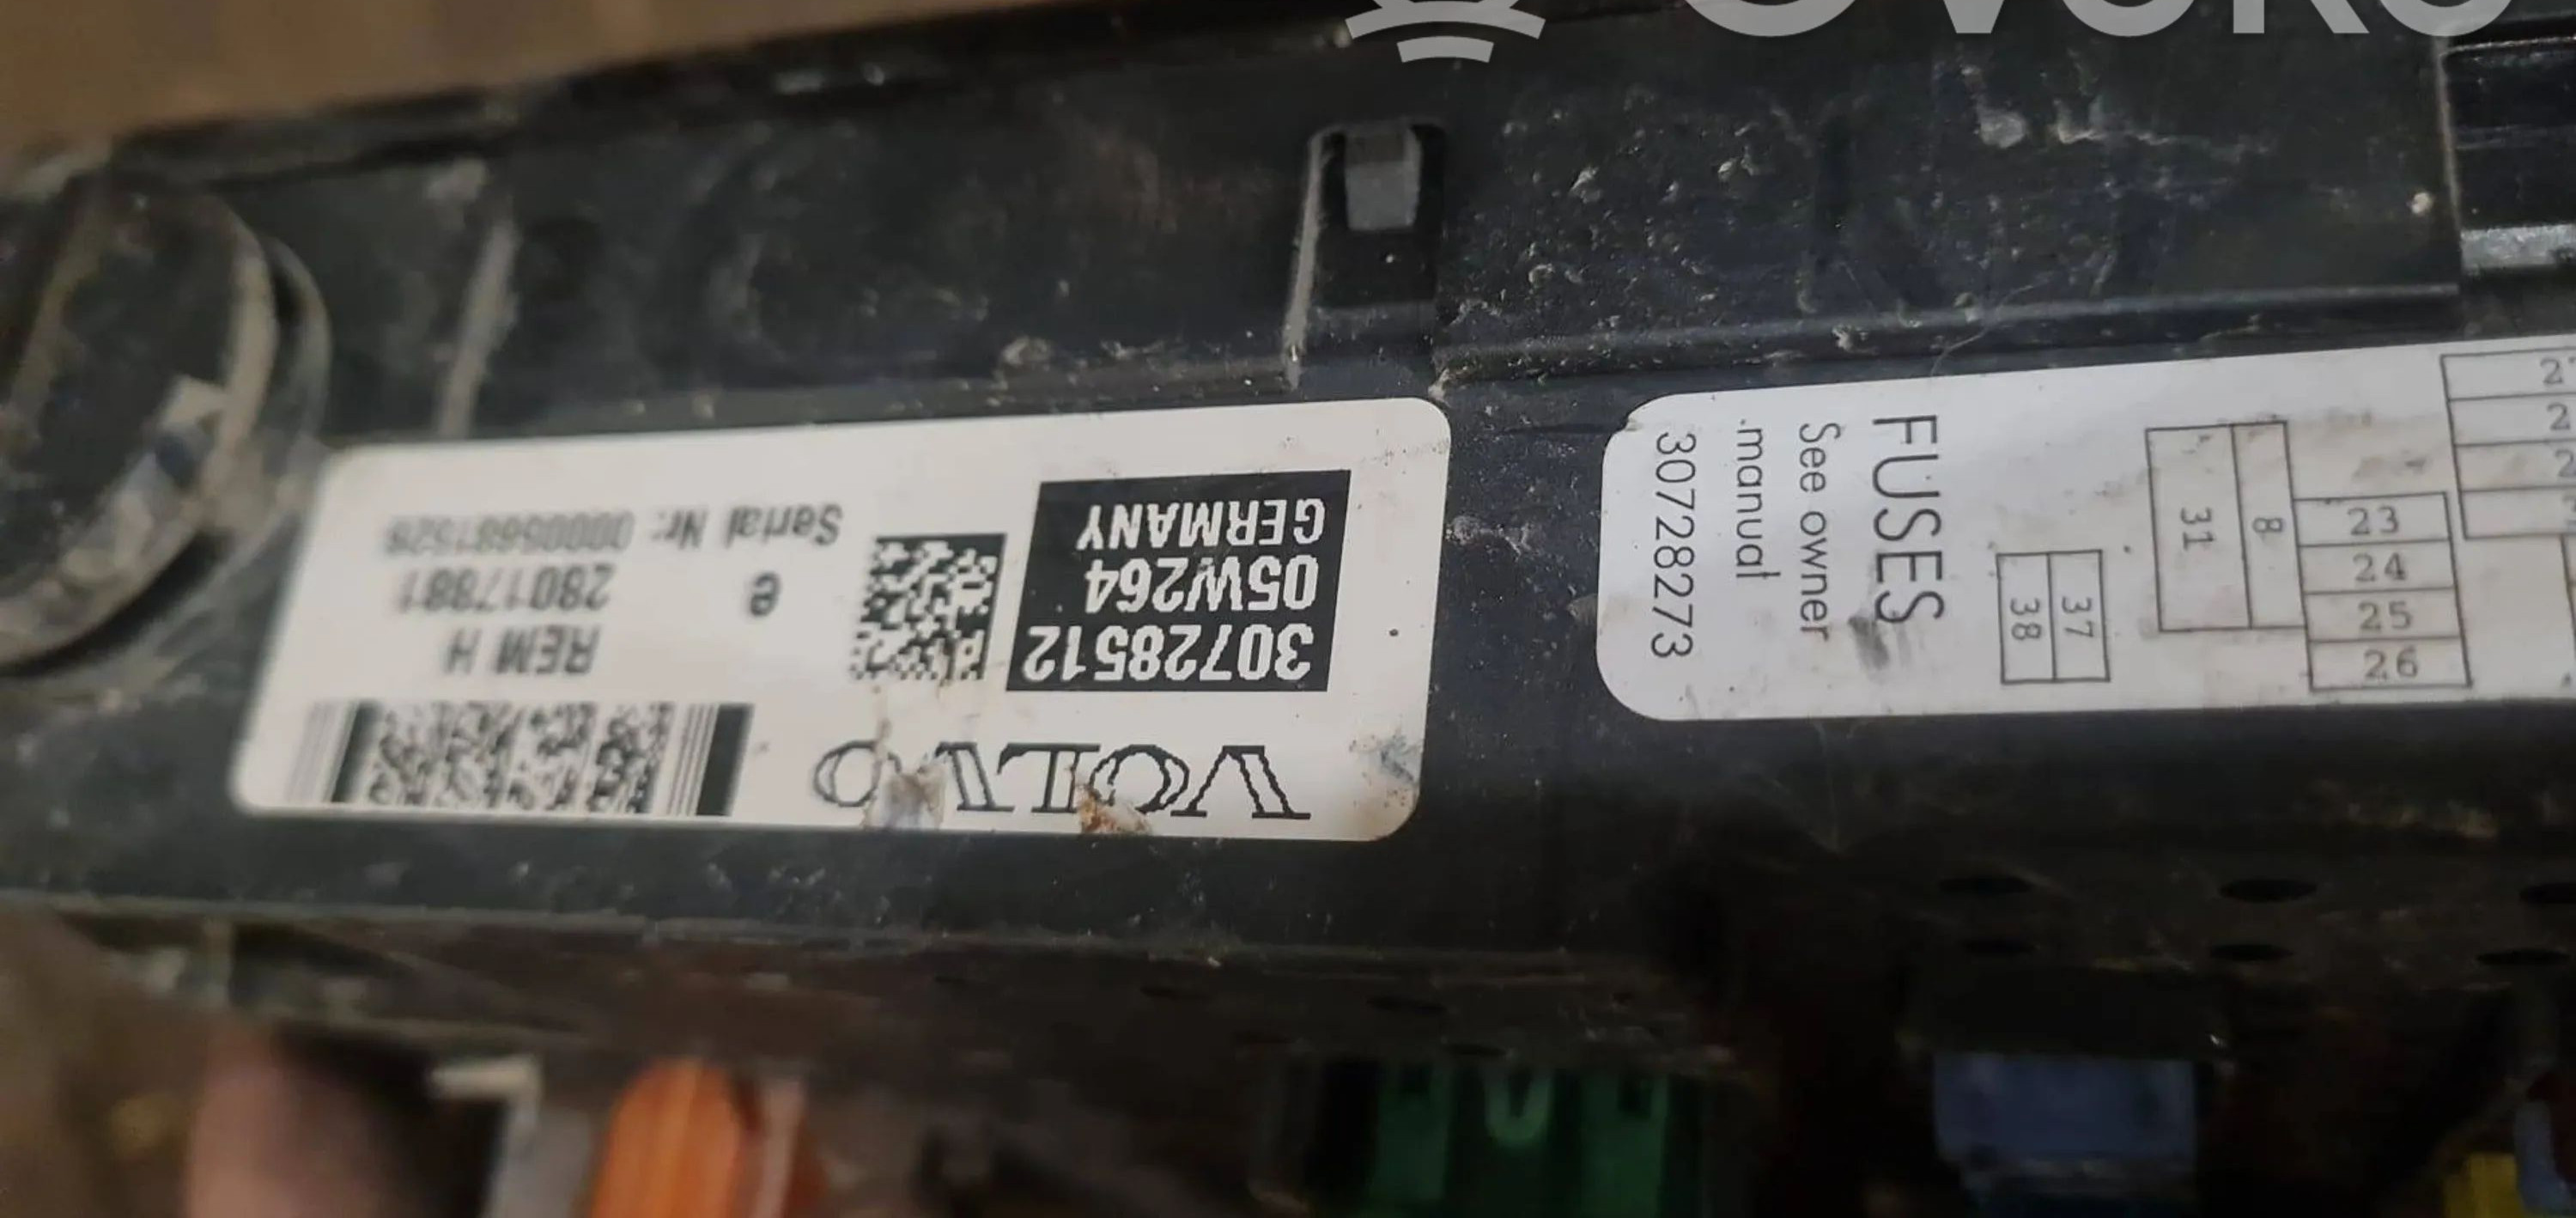 VOLVO
30728512
05W264
GERMANY
e
REM H
28017881
Serial Nr:
FUSES
See owner
manual.
30728273
37
38
8
31
23
24
25
26